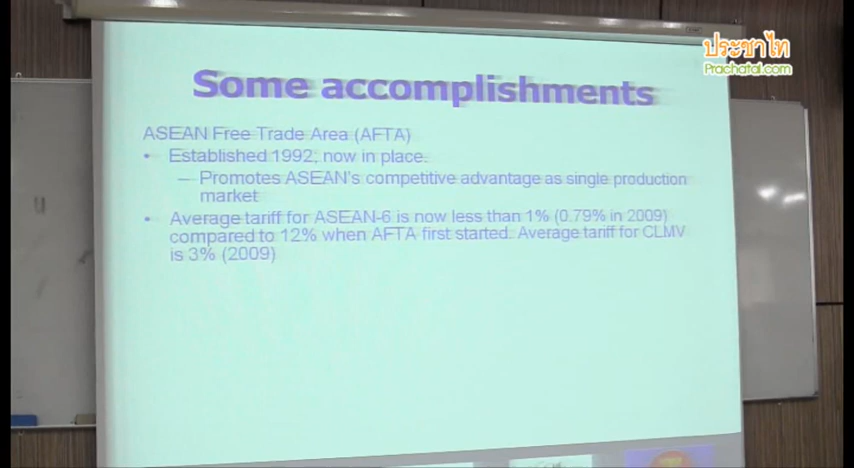 ประชาไท
Prachatai.com
Some accomplishments
ASEAN Free Trade Area (AFTA)
• Established 1992; now in place.
– Promotes ASEAN's competitive advantage as single production
market
• Average tariff for ASEAN-6 is now less than 1% (0.79% in 2009)
compared to 12% when AFTA first started. Average tariff for CLMV
is 3% (2009)